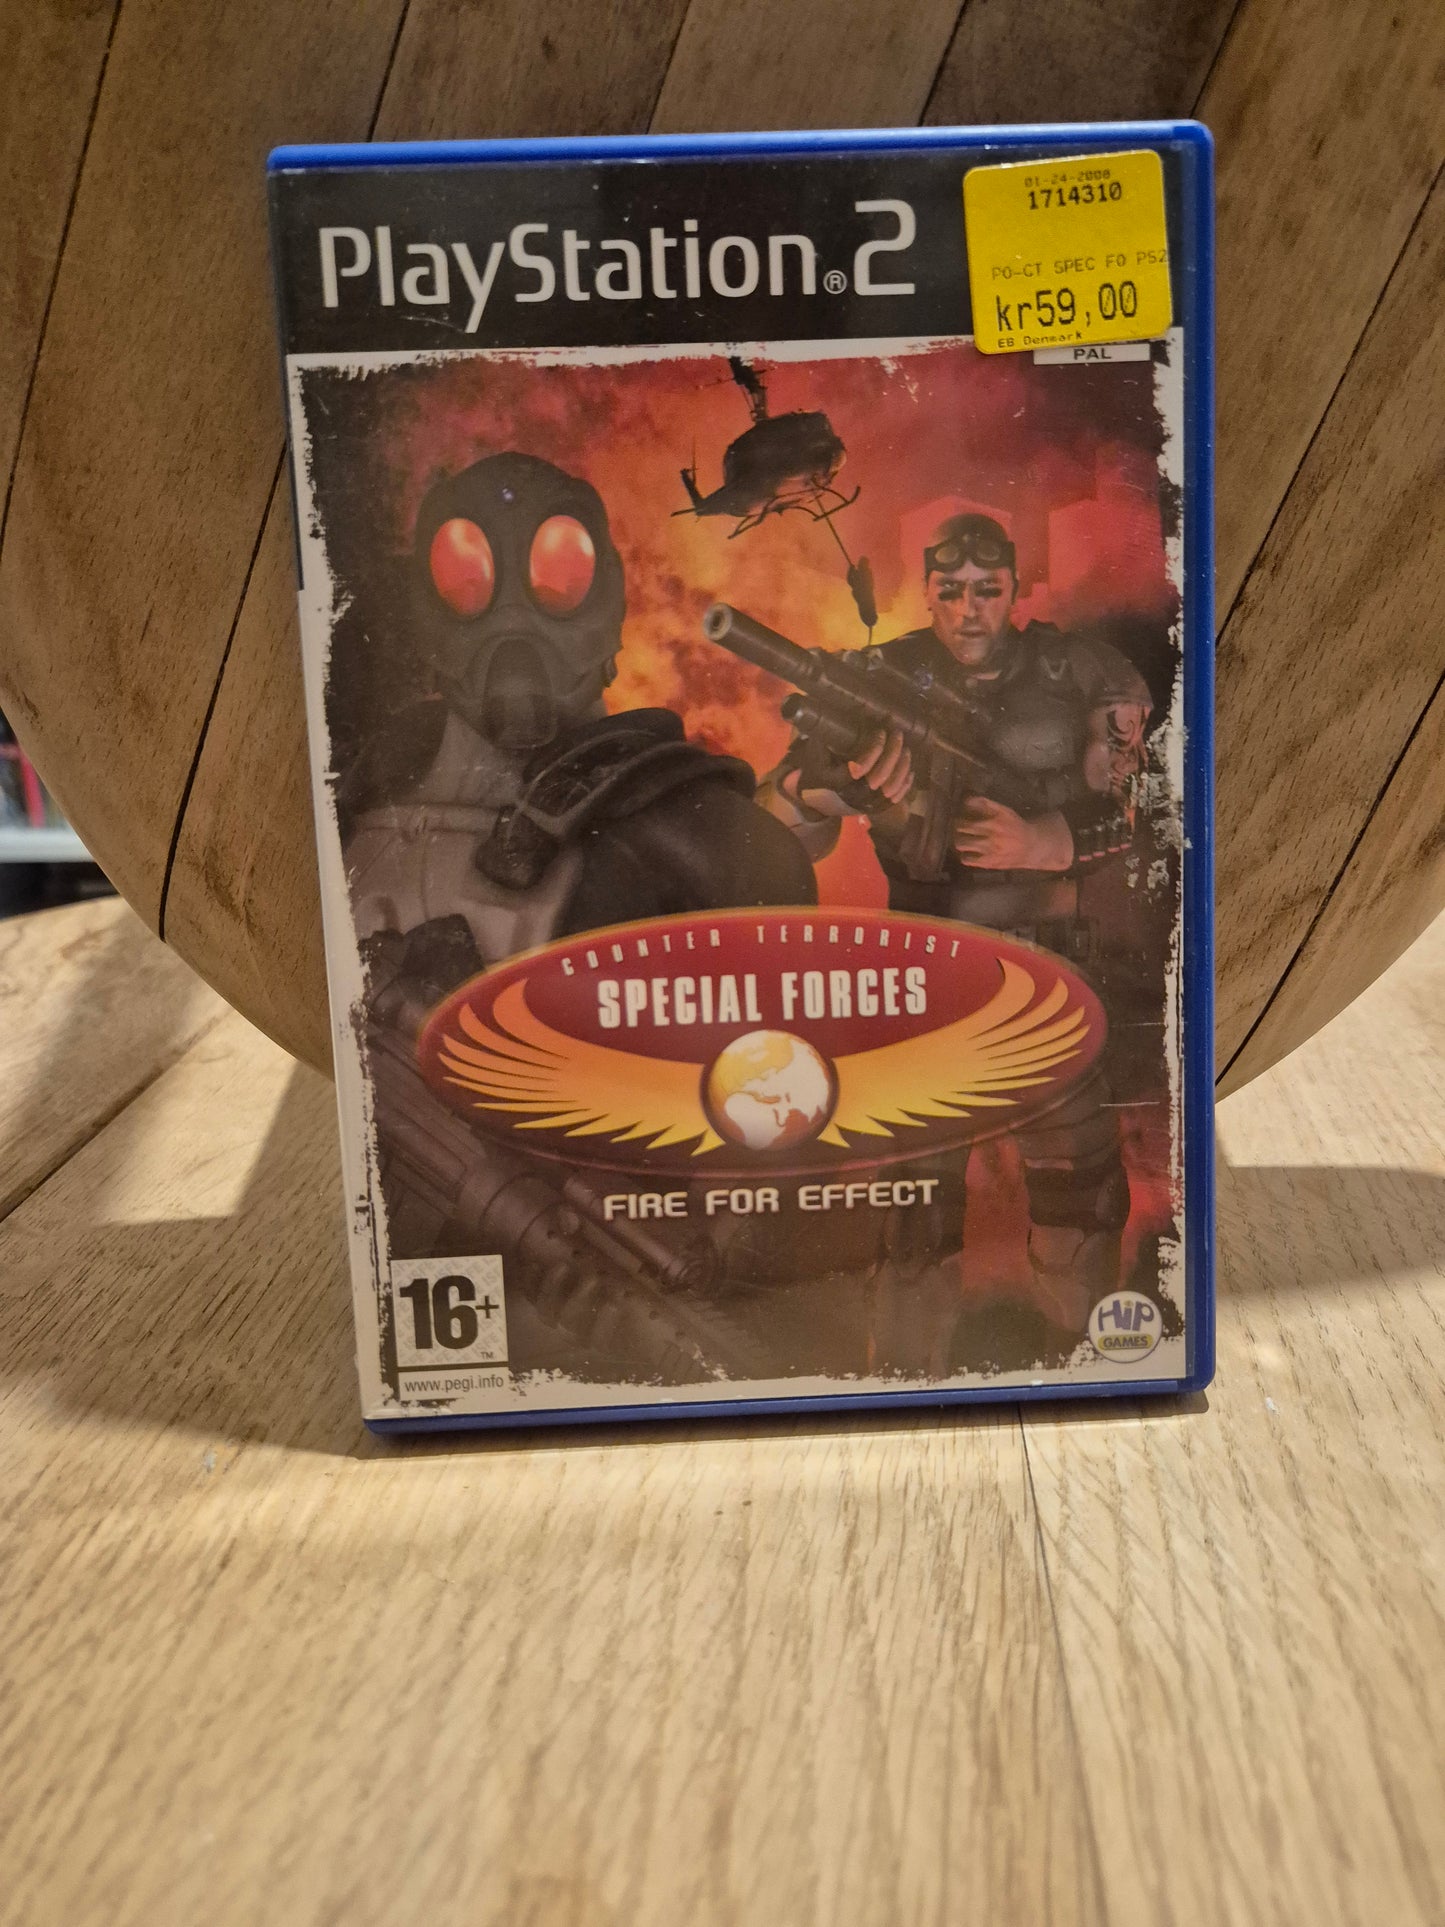 PlayStation®2
01-24-2008
1714310
PO-CT SPEC FO PS2
kr59,00
EB Denmark
PAL
COUNTER TERRORIST
SPECIAL FORCES
FIRE FOR EFFECT
16+
TM
www.pegi.info
HIP
GAMES